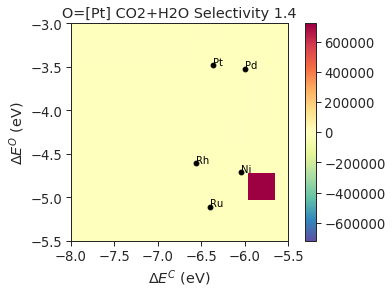 O=[Pt] CO2+H2O Selectivity 1.4
−3.0
−3.5
−4.0
−4.5
−5.0
−5.5
ΔE^O (eV)
Pt
Pd
Rh
Ni
Ru
−8.0 −7.5 −7.0 −6.5 −6.0 −5.5
ΔE^C (eV)
600000
400000
200000
0
−200000
−400000
−600000